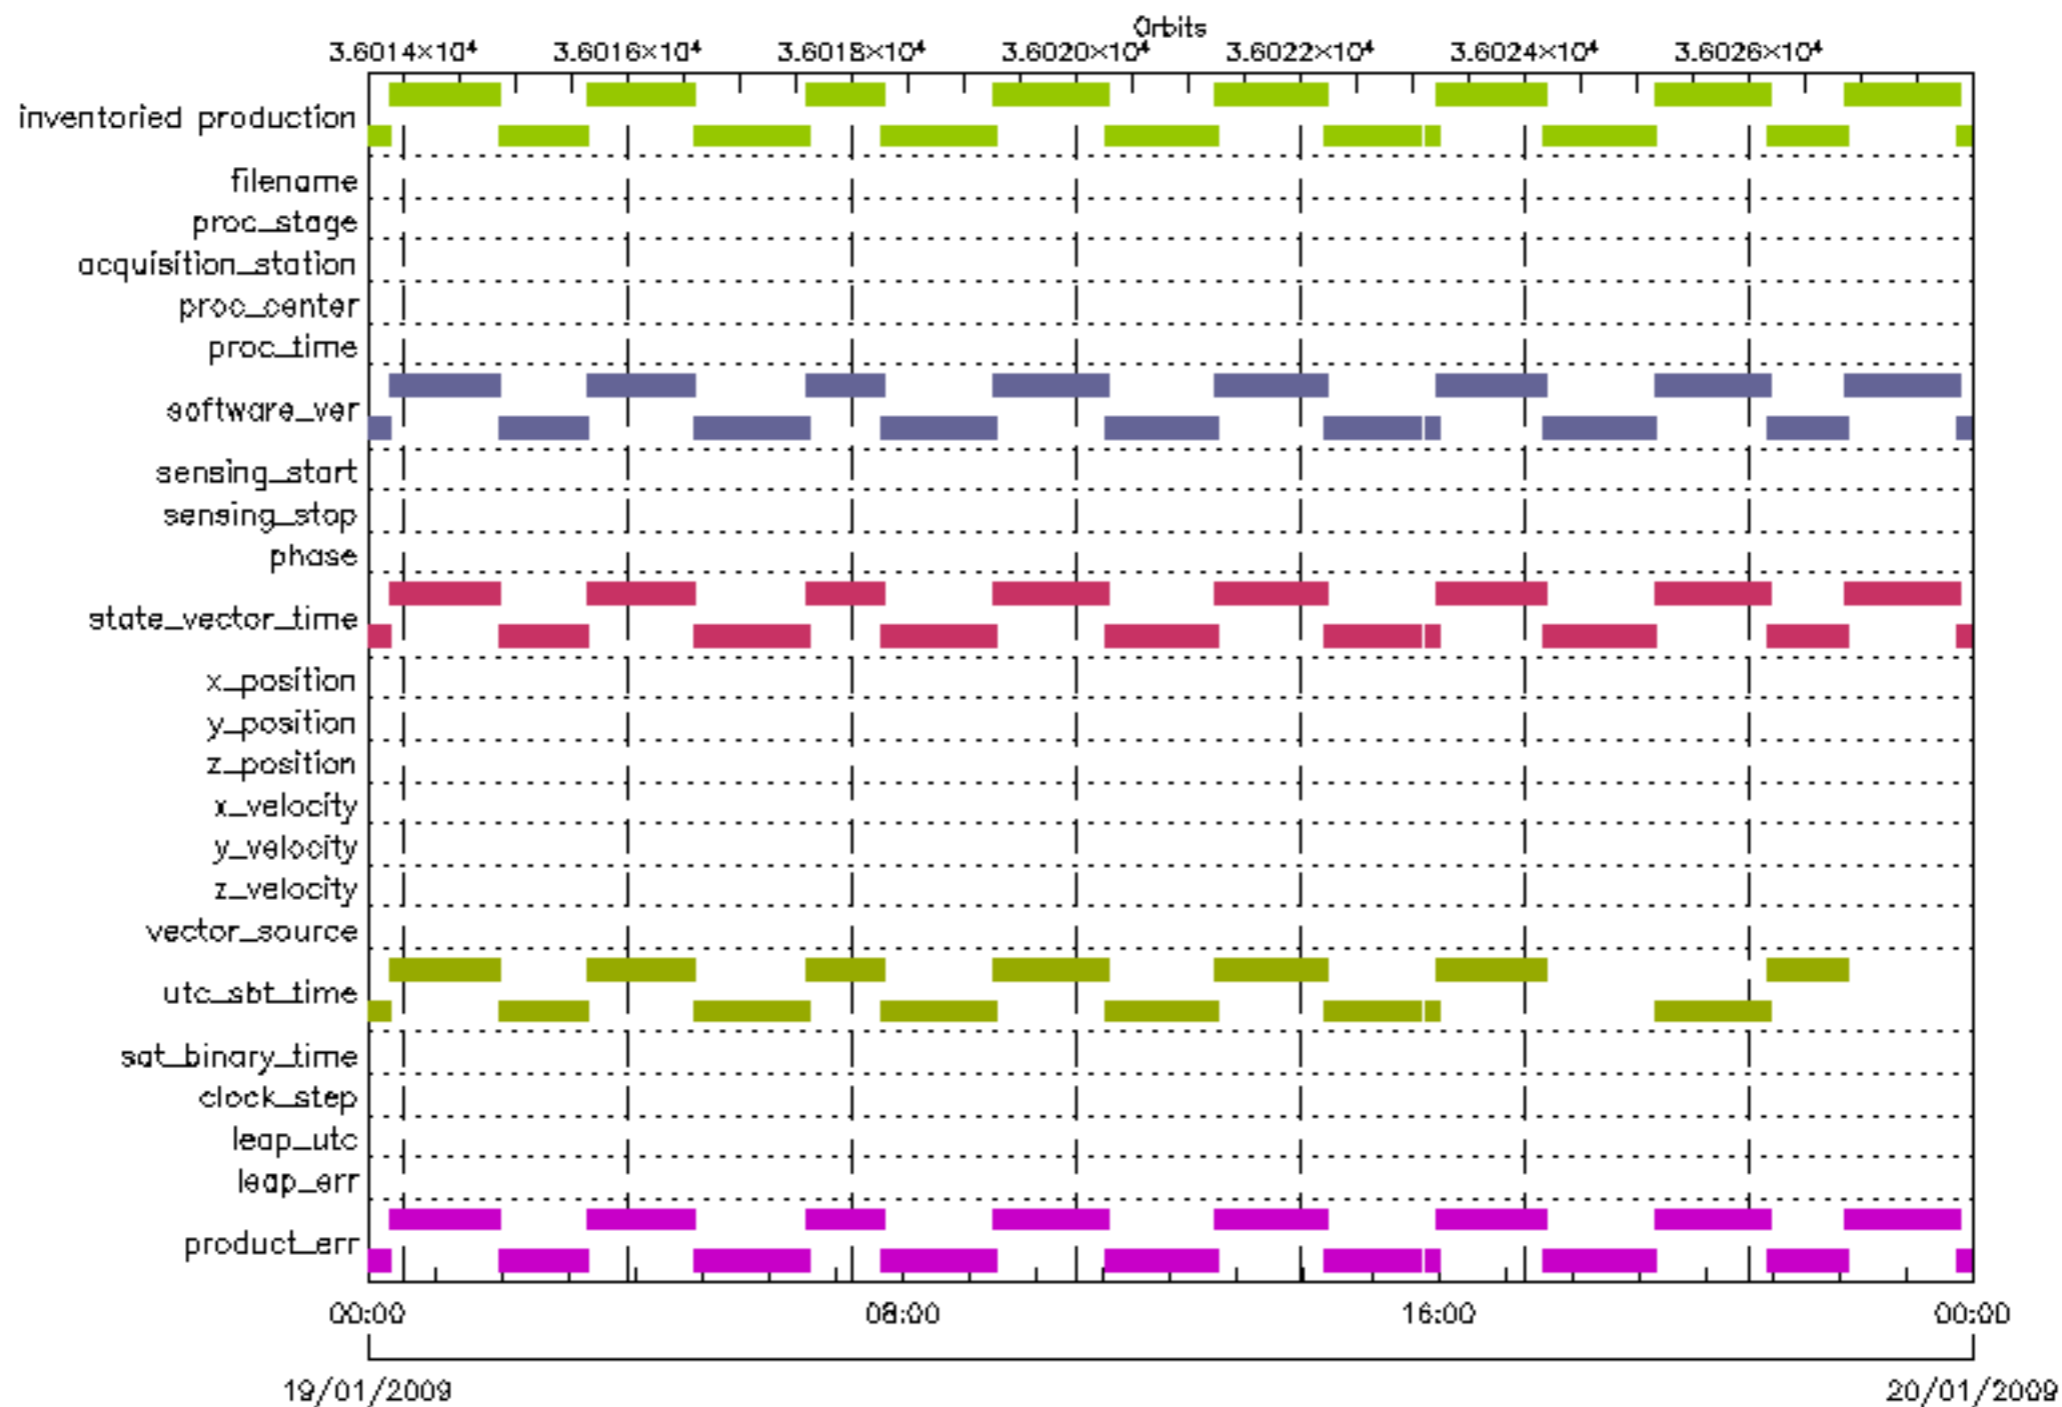 Orbits
3.6014×10⁴ 3.6016×10⁴ 3.6018×10⁴ 3.6020×10⁴ 3.6022×10⁴ 3.6024×10⁴ 3.6026×10⁴
inventoried production
filename
proc_stage
acquisition_station
proc_center
proc_time
software_ver
sensing_start
sensing_stop
phase
state_vector_time
x_position
y_position
z_position
x_velocity
y_velocity
z_velocity
vector_source
utc_sbt_time
sat_binary_time
clock_step
leap_utc
leap_err
product_err
00:00 08:00 16:00 00:00
19/01/2009 20/01/2009